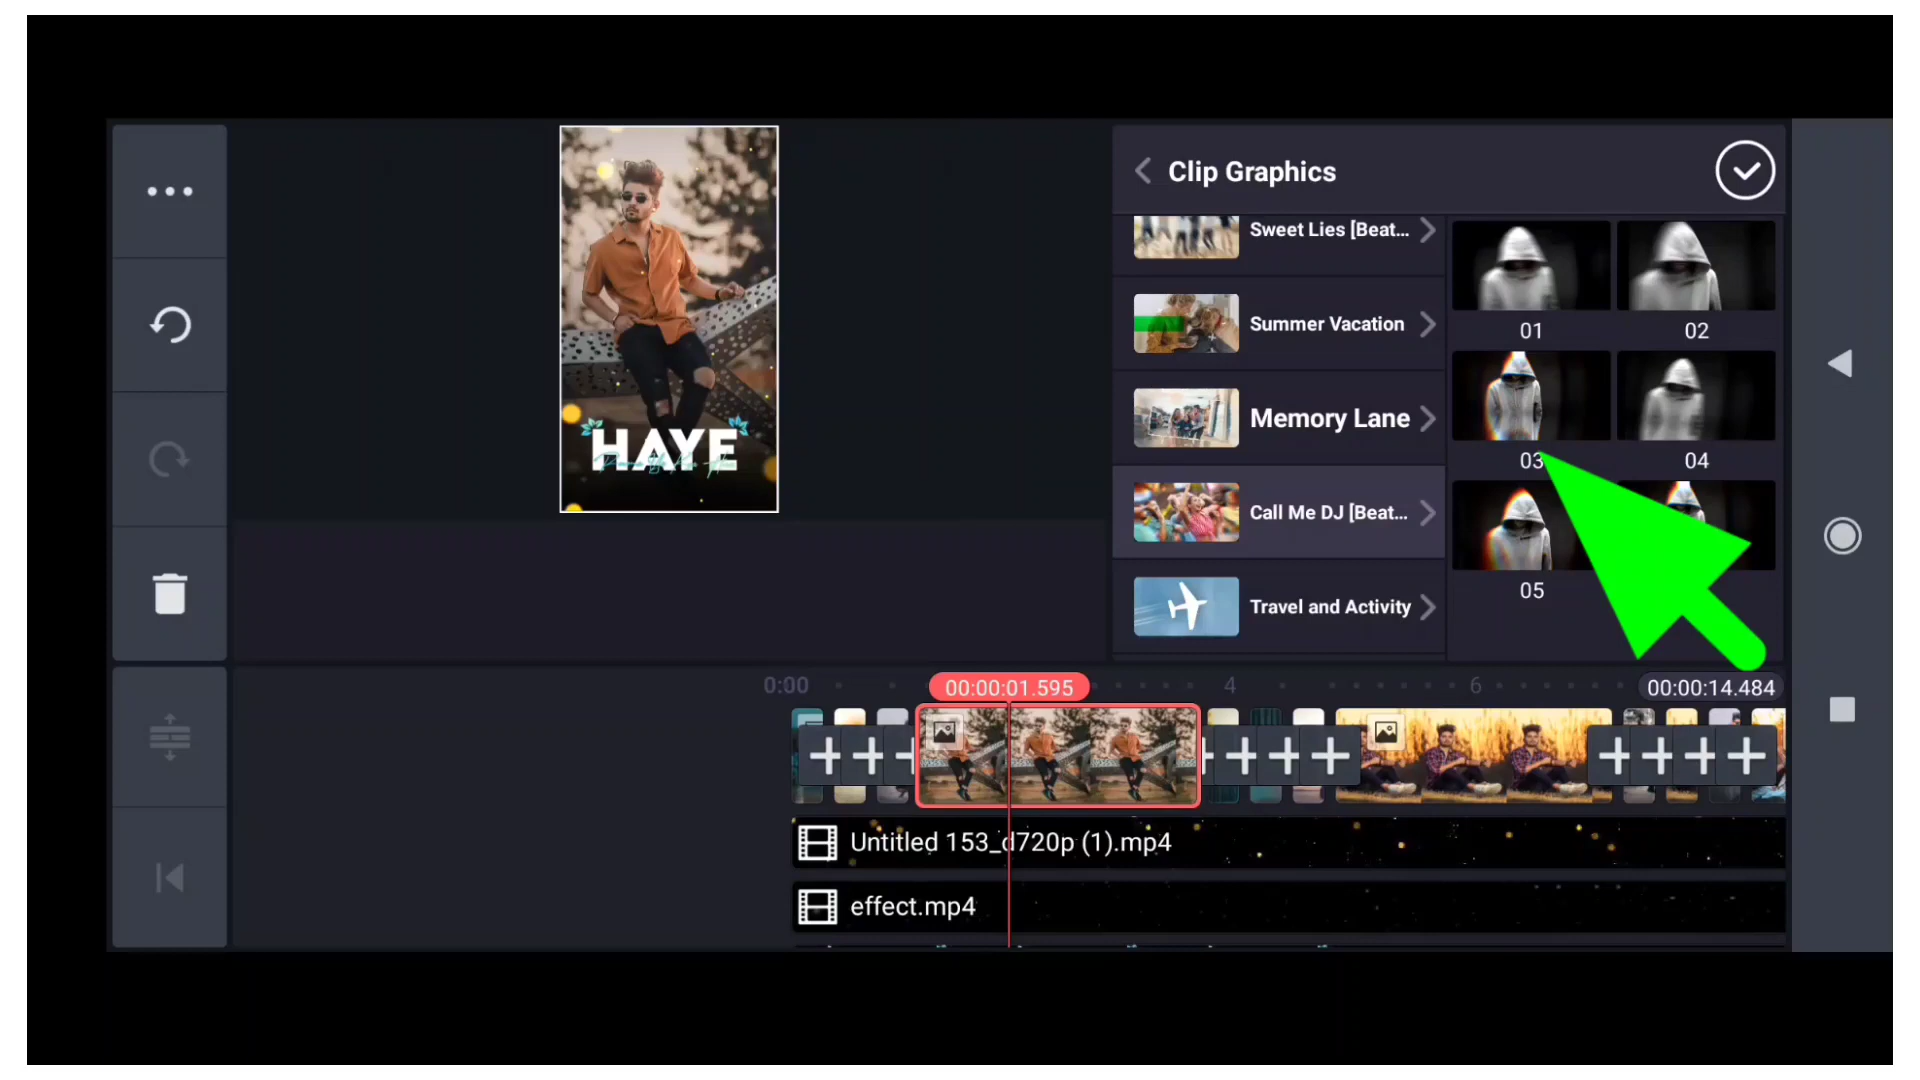 Clip Graphics
Sweet Lies [Beat...
01
02
Summer Vacation
Memory Lane
03
04
Call Me DJ [Beat...
05
Travel and Activity
HAYE
0:00
00:00:01.595
4
6
00:00:14.484
Untitled 153_d720p (1).mp4
effect.mp4